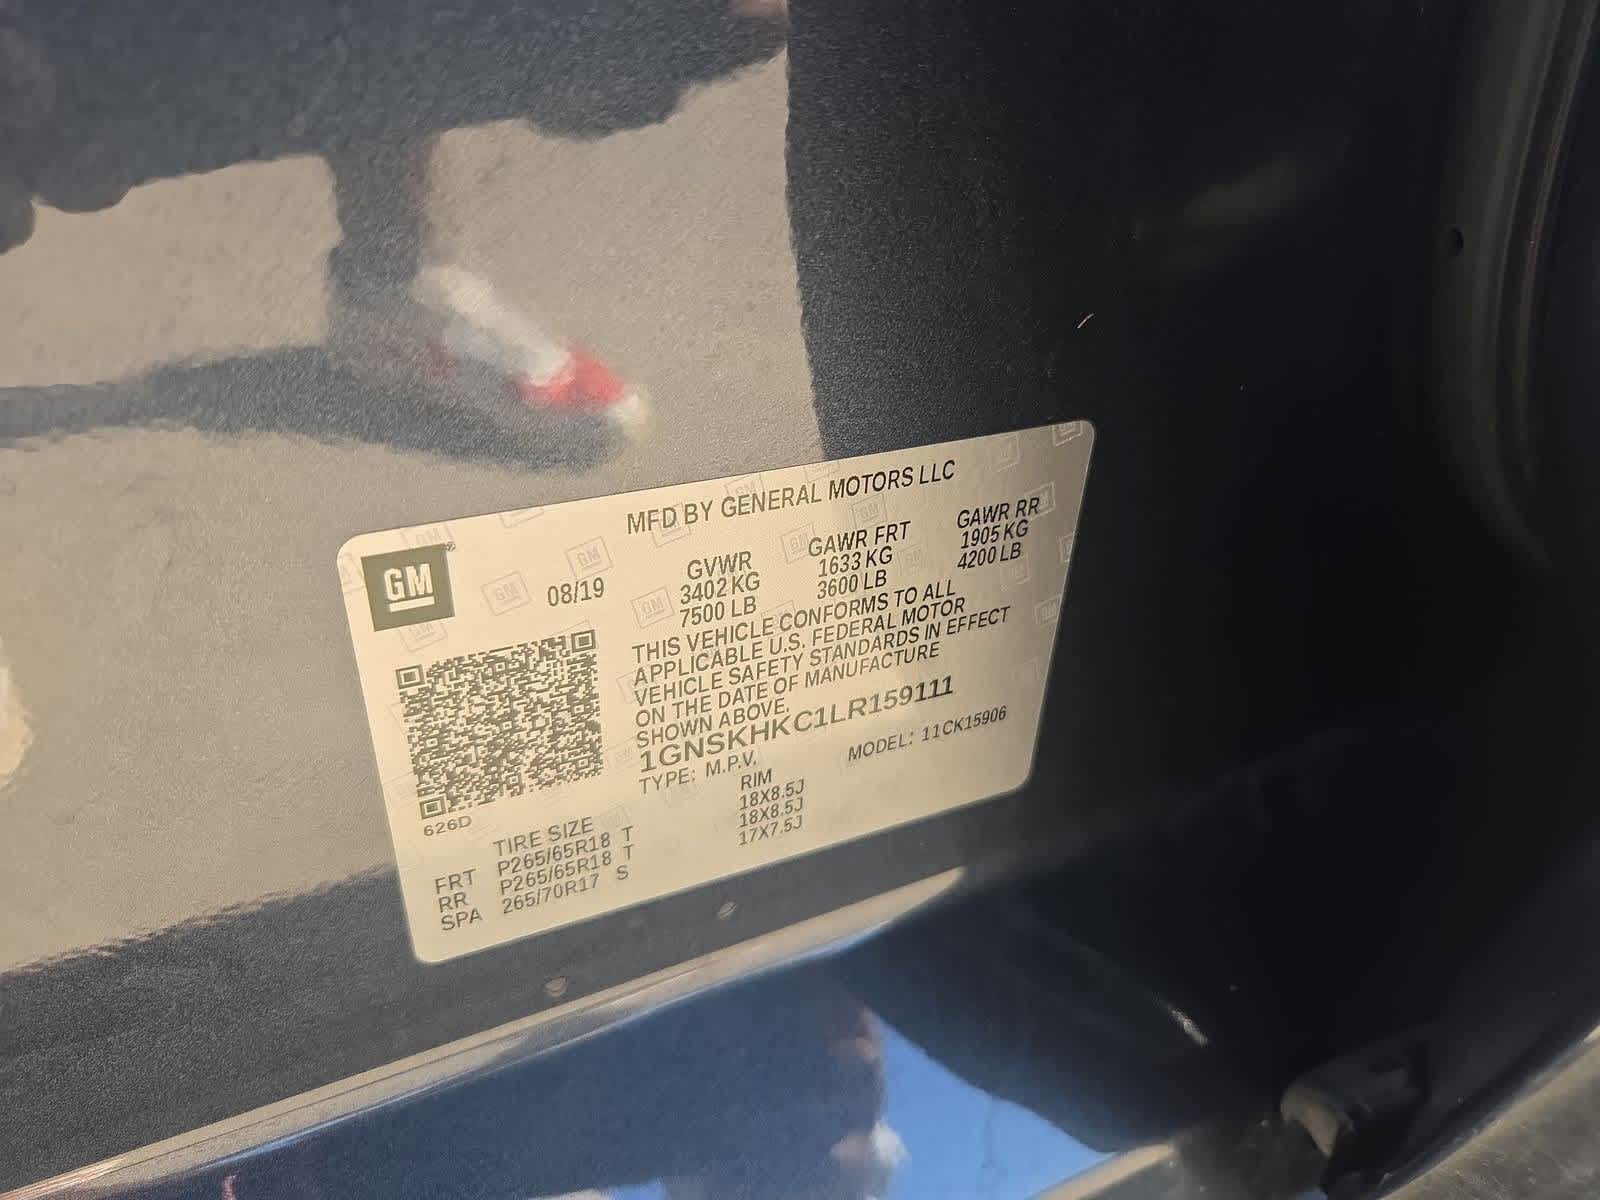 MFD BY GENERAL MOTORS LLC
GM
08/19
GVWR
3402 KG
7500 LB
GAWR FRT
1633 KG
3600 LB
GAWR RR
1905 KG
4200 LB
THIS VEHICLE CONFORMS TO ALL
APPLICABLE U.S. FEDERAL MOTOR
VEHICLE SAFETY STANDARDS IN EFFECT
ON THE DATE OF MANUFACTURE
SHOWN ABOVE.
1GNSKHKC1LR159111
TYPE: M.P.V. MODEL: 11CK15906
626D
TIRE SIZE RIM
FRT P265/65R18 T 18X8.5J
RR P265/65R18 T 18X8.5J
SPA 265/70R17 S 17X7.5J